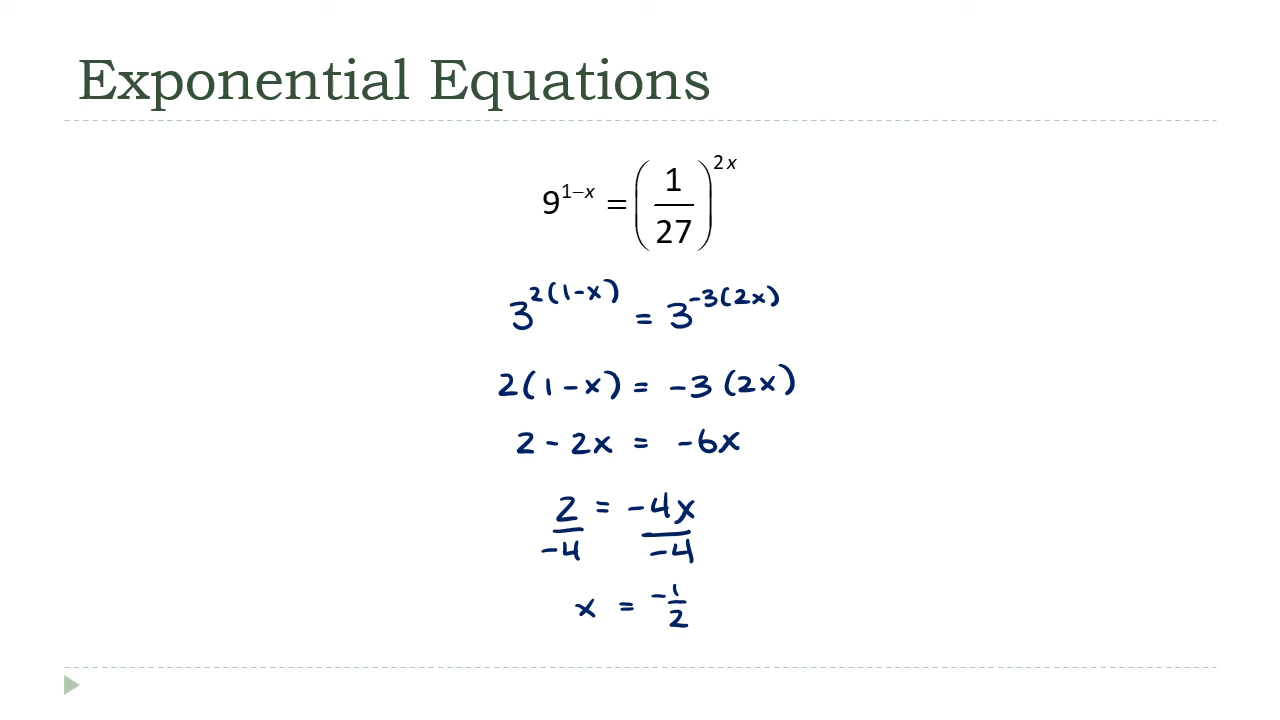 Exponential Equations
9^{1−x} = (1/27)^{2x}
3^{2(1-x)} = 3^{-3(2x)}
2(1-x) = -3(2x)
2 - 2x = -6x
2/-4 = -4x/-4
x = -1/2